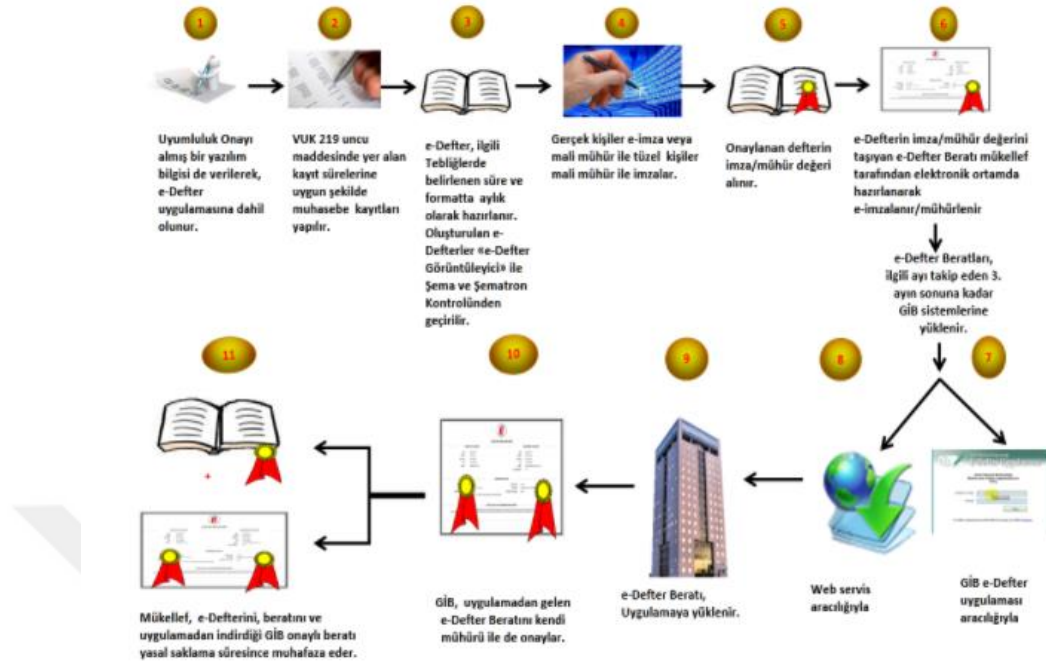 1
2
3
4
5
6
Uyumluluk Onayı
almış bir yazılım
bilgisi de verilerek,
e-Defter
uygulamasına dahil
olunur.
VUK 219 uncu
maddesinde yer alan
kayıt sürelerine
uygun şekilde
muhasebe kayıtları
yapılır.
e-Defter, ilgili
Tebliğlerde
belirlenen süre ve
formatta aylık
olarak hazırlanır.
Oluşturulan e-
Defterler «e-Defter
Görüntüleyici» ile
Şema ve Şematron
Kontrolünden
geçirilir.
Gerçek kişiler e-imza veya
mali mühür ile tüzel kişiler
mali mühür ile imzalar.
Onaylanan defterin
imza/mühür değeri
alınır.
e-Defterin imza/mühür değerini
taşıyan e-Defter Beratı mükellef
tarafından elektronik ortamda
hazırlanarak
e-imzalanır/mühürlenir
e-Defter Beratları,
ilgili ayı takip eden 3.
ayın sonuna kadar
GİB sistemlerine
yüklenir.
11
10
9
8
7
Mükellef, e-Defterini, beratını ve
uygulamadan indirdiği GİB onaylı beratı
yasal saklama süresince muhafaza eder.
GİB, uygulamadan gelen
e-Defter Beratını kendi
mühürü ile de onaylar.
e-Defter Beratı,
Uygulamaya yüklenir.
Web servis
aracılığıyla
GİB e-Defter
uygulaması
aracılığıyla